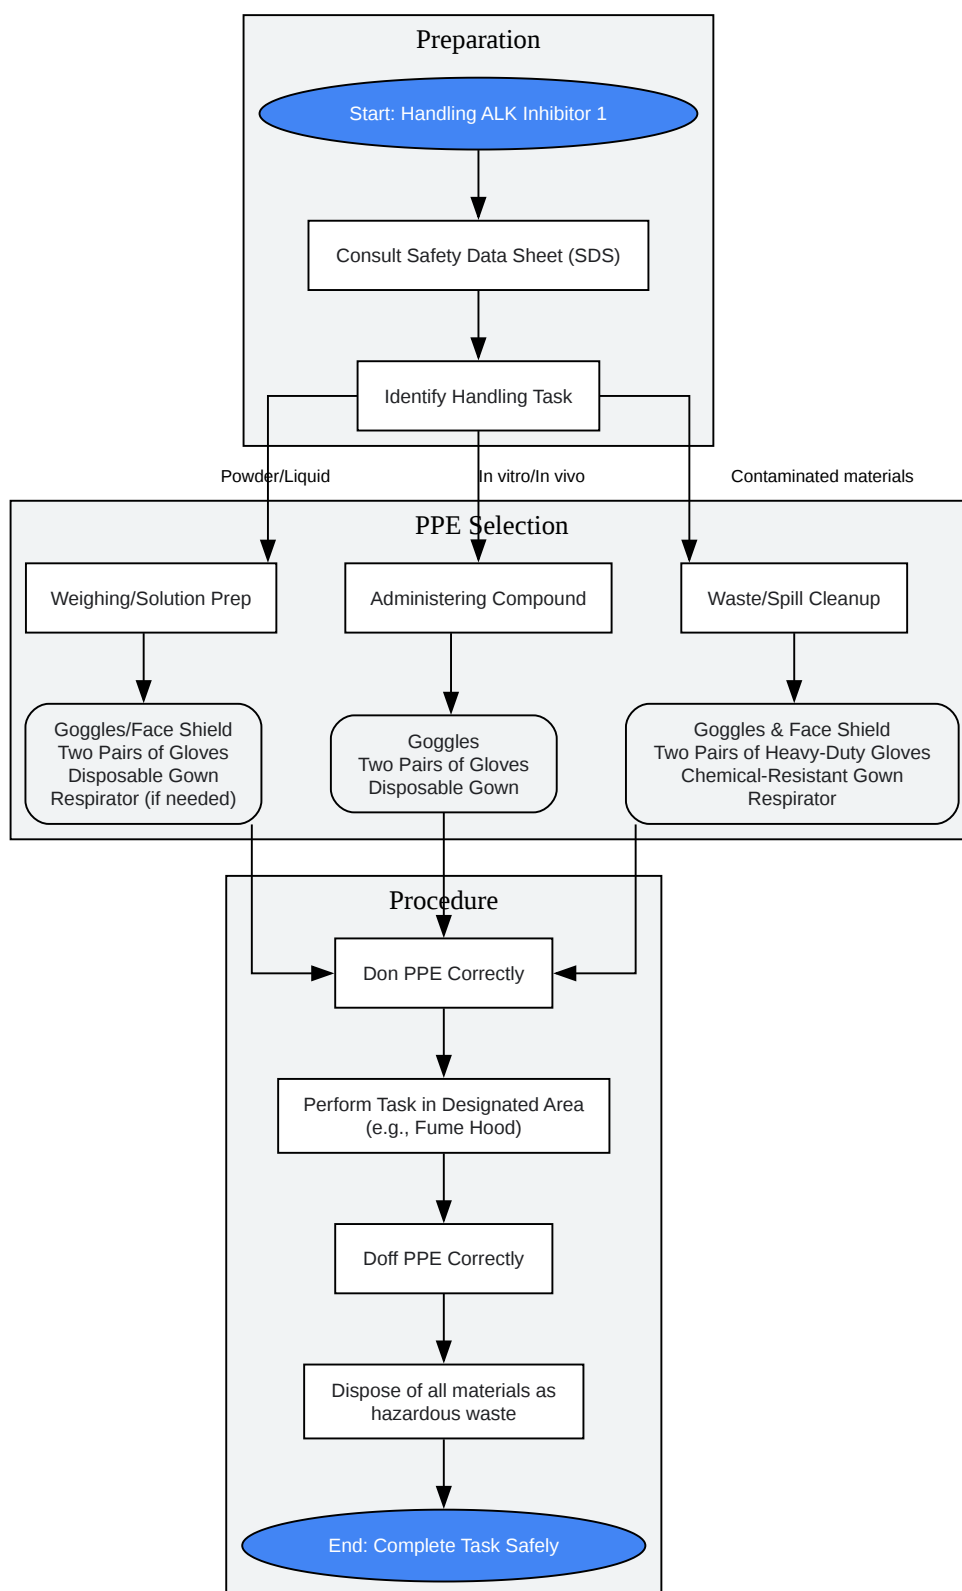 Preparation
Start: Handling ALK Inhibitor 1
Consult Safety Data Sheet (SDS)
Identify Handling Task
Powder/Liquid
In vitro/In vivo
Contaminated materials
PPE Selection
Weighing/Solution Prep
Administering Compound
Waste/Spill Cleanup
Goggles/Face Shield
Two Pairs of Gloves
Disposable Gown
Respirator (if needed)
Goggles
Two Pairs of Gloves
Disposable Gown
Goggles & Face Shield
Two Pairs of Heavy-Duty Gloves
Chemical-Resistant Gown
Respirator
Procedure
Don PPE Correctly
Perform Task in Designated Area
(e.g., Fume Hood)
Doff PPE Correctly
Dispose of all materials as
hazardous waste
End: Complete Task Safely